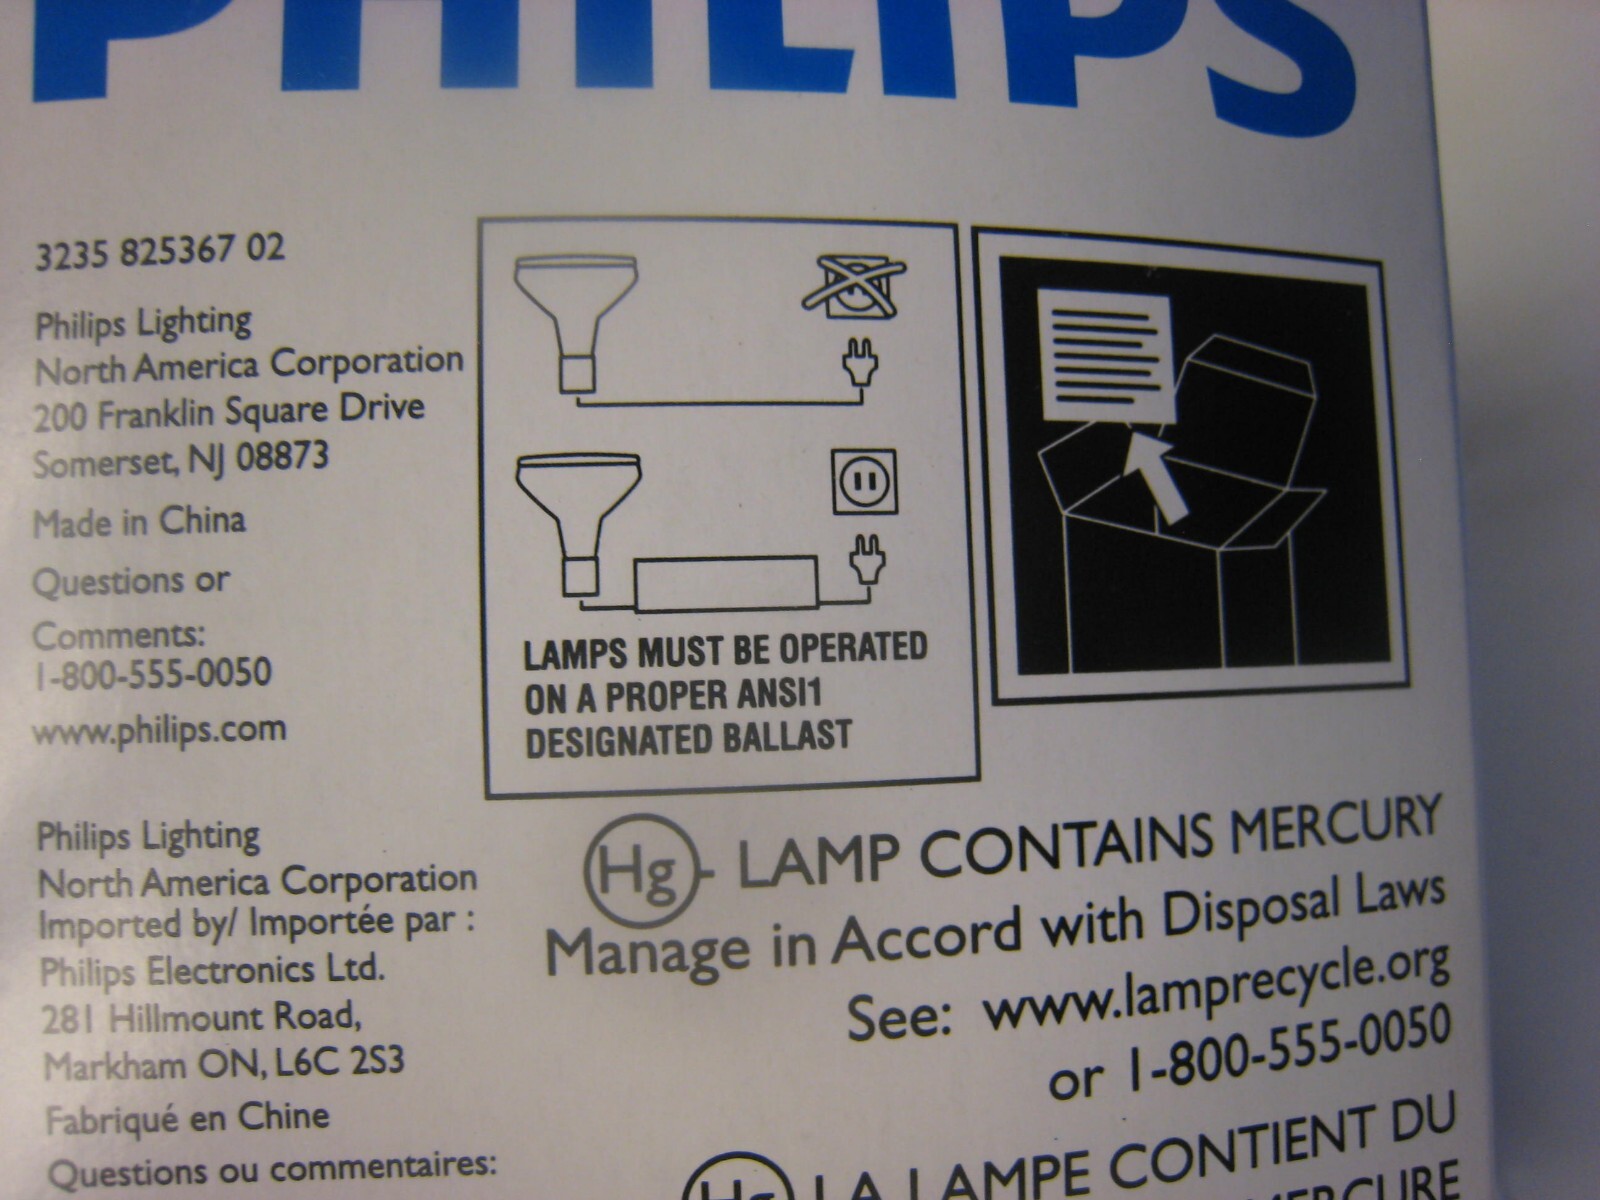 PHILIPS
3235 825367 02
Philips Lighting
North America Corporation
200 Franklin Square Drive
Somerset, NJ 08873
Made in China
Questions or
Comments:
1-800-555-0050
www.philips.com
LAMPS MUST BE OPERATED
ON A PROPER ANSI1
DESIGNATED BALLAST
Philips Lighting
North America Corporation
Imported by/ Importée par :
Philips Electronics Ltd.
281 Hillmount Road,
Markham ON, L6C 2S3
Fabriqué en Chine
Questions ou commentaires:
Hg - LAMP CONTAINS MERCURY
Manage in Accord with Disposal Laws
See: www.lamprecycle.org
or 1-800-555-0050
Hg LA LAMPE CONTIENT DU
MERCURE